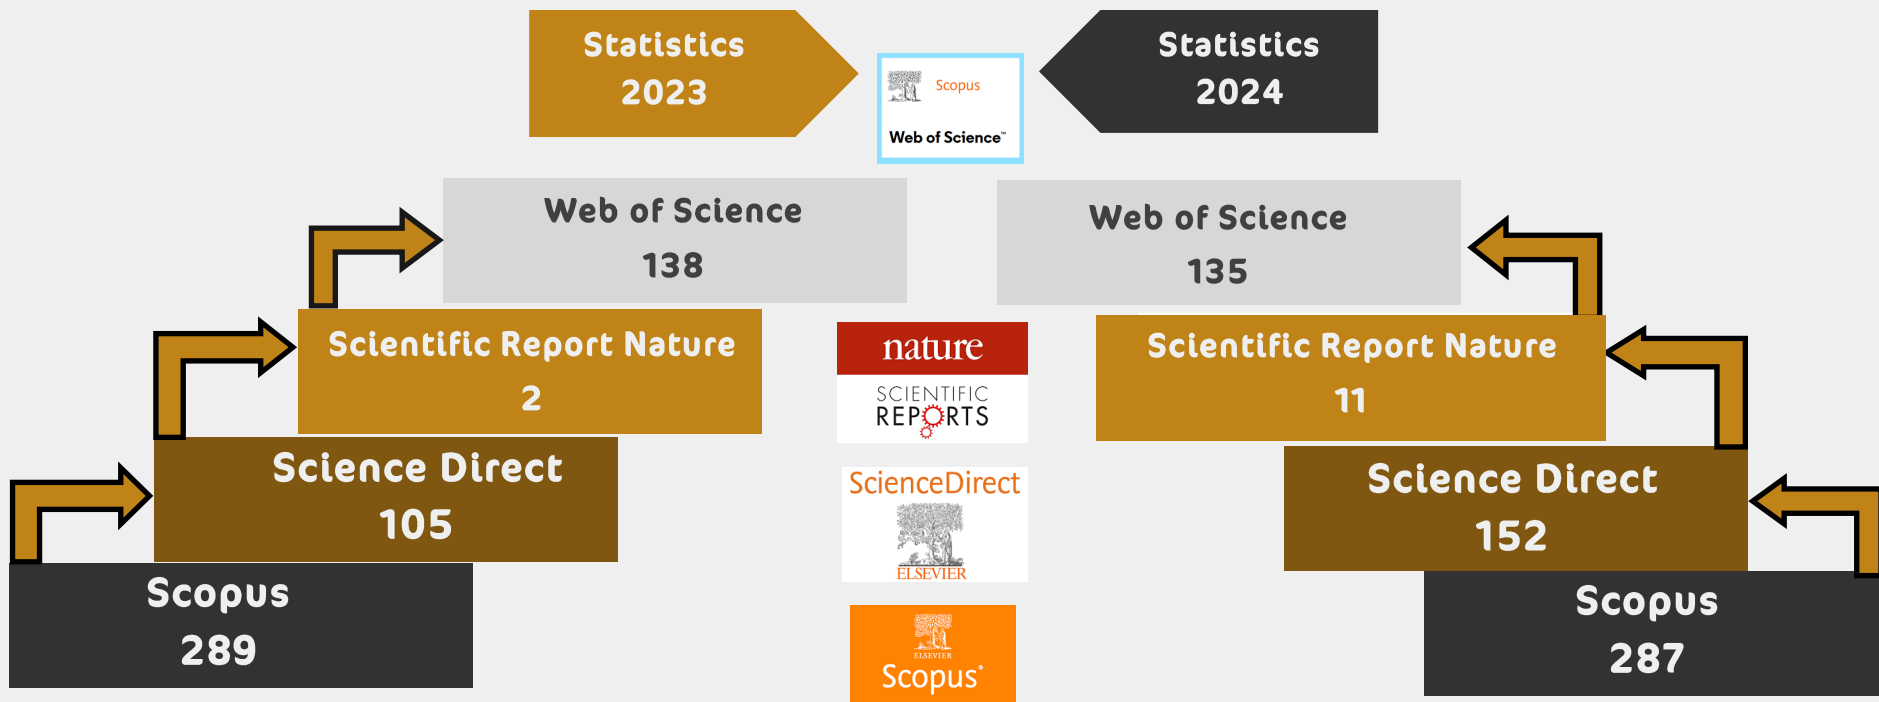 Statistics
2023
Scopus
Web of Science™
Statistics
2024
Web of Science
138
Web of Science
135
Scientific Report Nature
2
nature
SCIENTIFIC
REPORTS
Scientific Report Nature
11
Science Direct
105
ScienceDirect
ELSEVIER
Science Direct
152
Scopus
289
ELSEVIER
Scopus®
Scopus
287